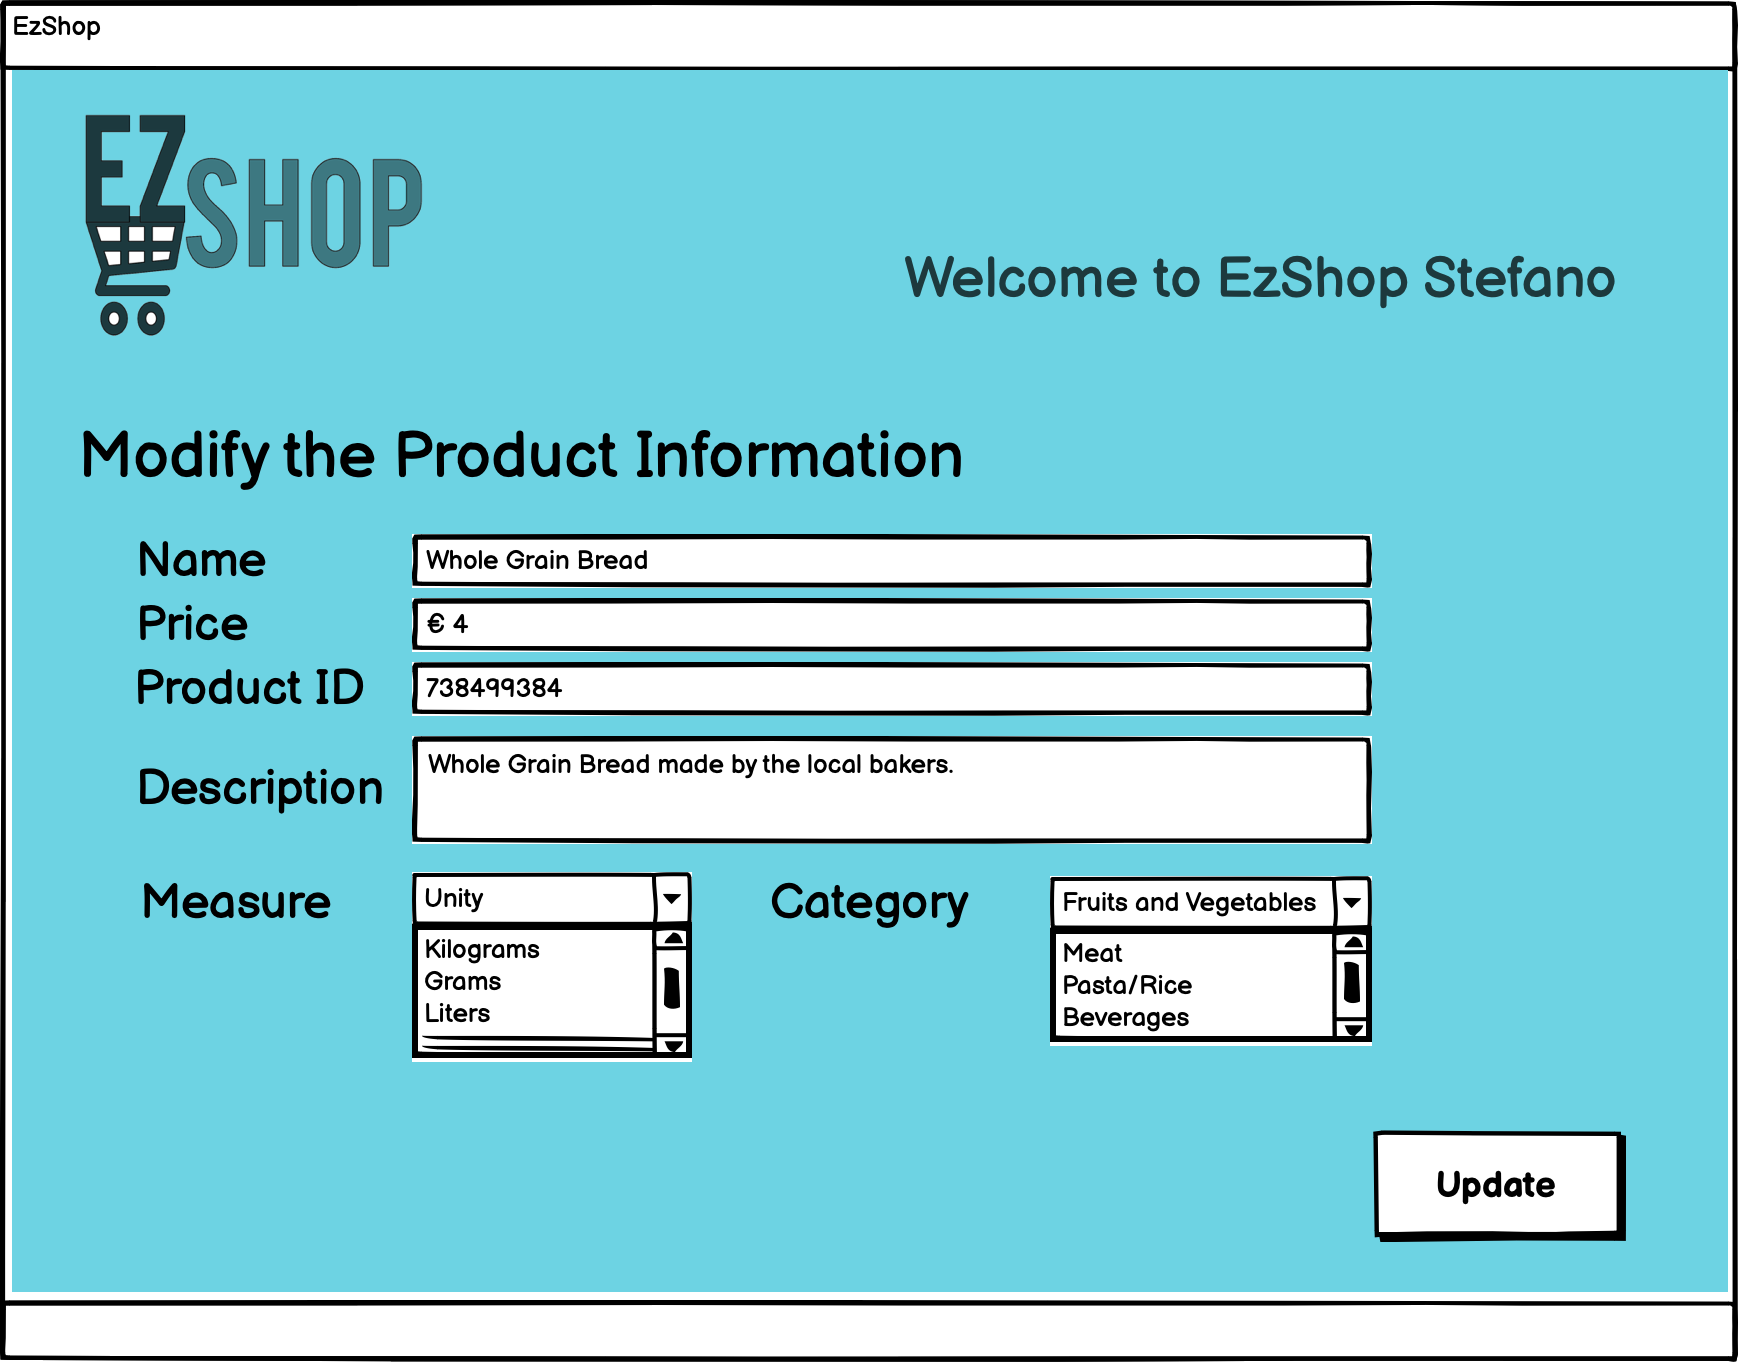 EzShop
EZSHOP
Welcome to EzShop Stefano
Modify the Product Information
Name
Whole Grain Bread
Price
€ 4
Product ID
738499384
Description
Whole Grain Bread made by the local bakers.
Measure
Unity
Kilograms
Grams
Liters
Category
Fruits and Vegetables
Meat
Pasta/Rice
Beverages
Update